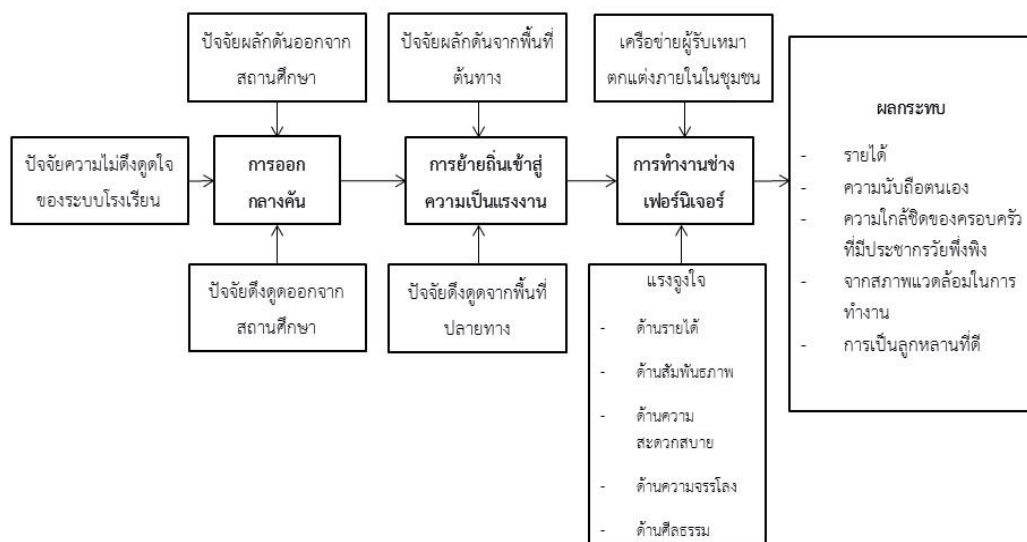 ปัจจัยผลักดันออกจาก
สถานศึกษา
ปัจจัยผลักดันจากพื้นที่
ต้นทาง
เครือข่ายผู้รับเหมา
ตกแต่งภายในในชุมชน
ปัจจัยความไม่ดึงดูดใจ
ของระบบโรงเรียน
การออก
กลางคัน
การย้ายถิ่นเข้าสู่
ความเป็นแรงงาน
การทำงานช่าง
เฟอร์นิเจอร์
ปัจจัยดึงดูดออกจาก
สถานศึกษา
ปัจจัยดึงดูดจากพื้นที่
ปลายทาง
แรงจูงใจ
- ด้านรายได้
- ด้านสัมพันธภาพ
- ด้านความ
สะดวกสบาย
- ด้านความจรรโลง
- ด้านศีลธรรม
ผลกระทบ
- รายได้
- ความนับถือตนเอง
- ความใกล้ชิดของครอบครัว
ที่มีประชากรวัยพึ่งพิง
- จากสภาพแวดล้อมในการ
ทำงาน
- การเป็นลูกหลานที่ดี